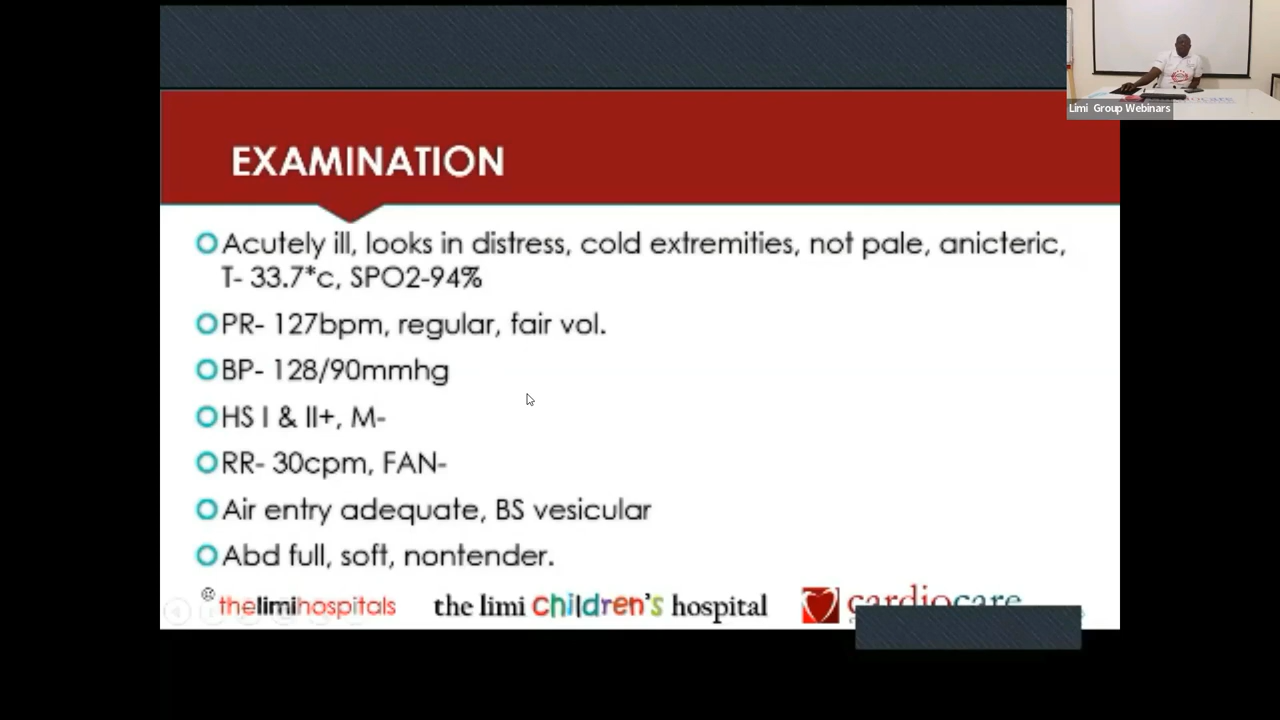 Limi Group Webinars
EXAMINATION
Acutely ill, looks in distress, cold extremities, not pale, anicteric,
T- 33.7*c, SPO2-94%
PR- 127bpm, regular, fair vol.
BP- 128/90mmhg
HS I & II+, M-
RR- 30cpm, FAN-
Air entry adequate, BS vesicular
Abd full, soft, nontender.
thelimihospitals
the limi children's hospital
cardiocare